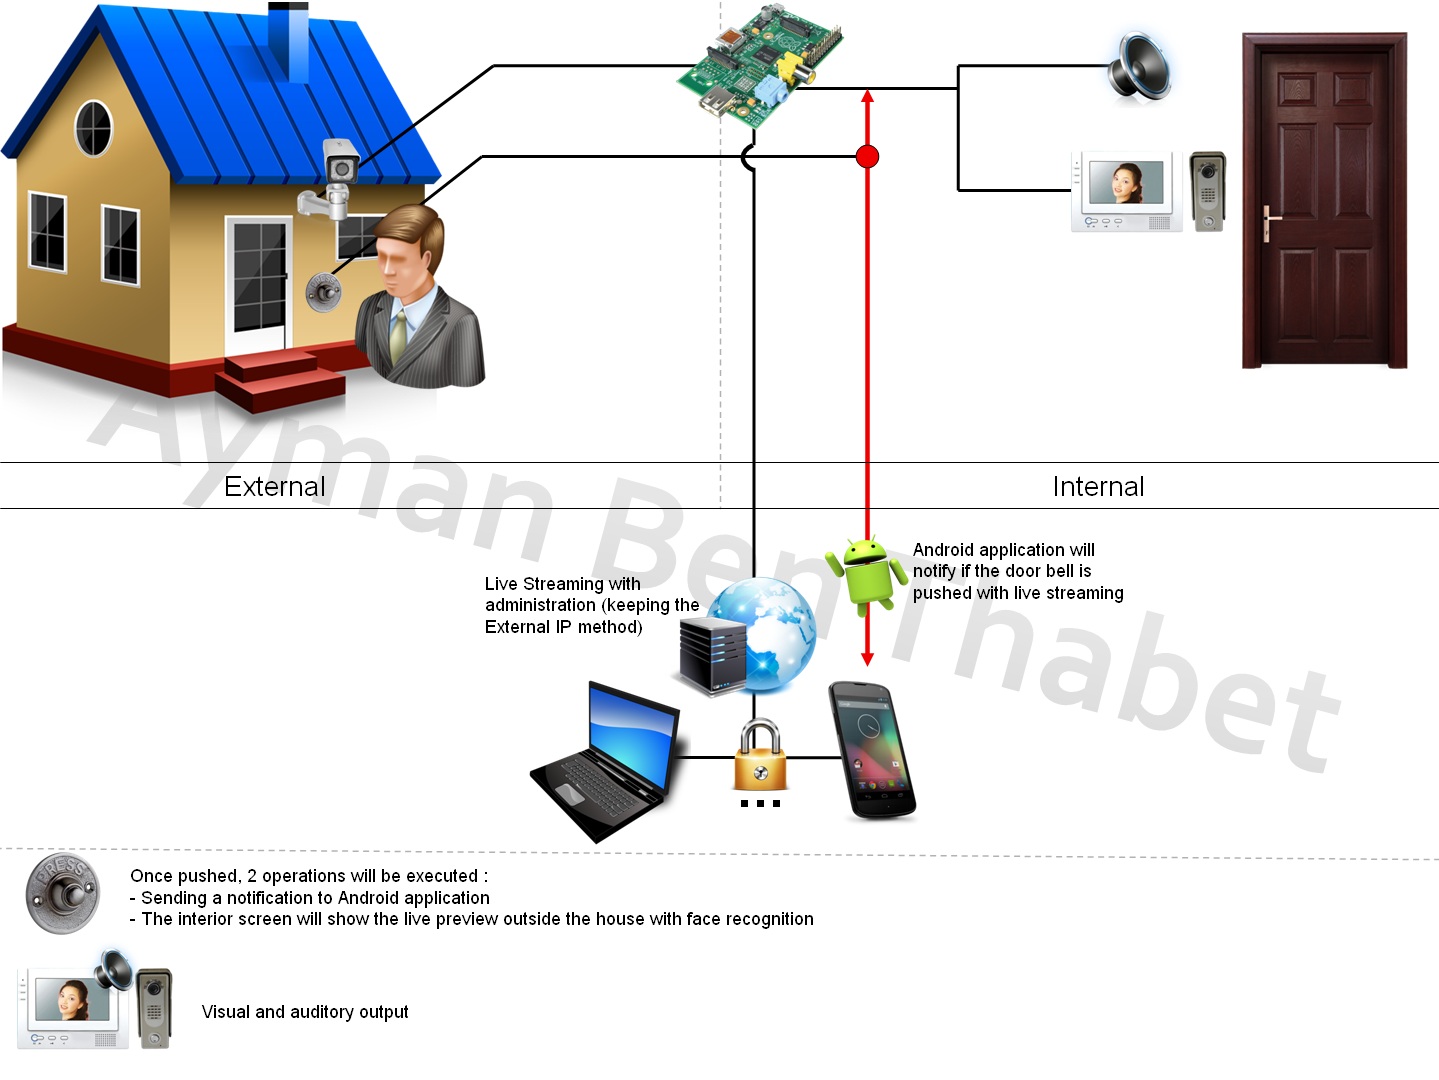 External
Internal
Android application will
notify if the door bell is
pushed with live streaming
Live Streaming with
administration (keeping the
External IP method)
Ayman Ben Thabet
PRESS
Once pushed, 2 operations will be executed :
- Sending a notification to Android application
- The interior screen will show the live preview outside the house with face recognition
PRESS
Visual and auditory output